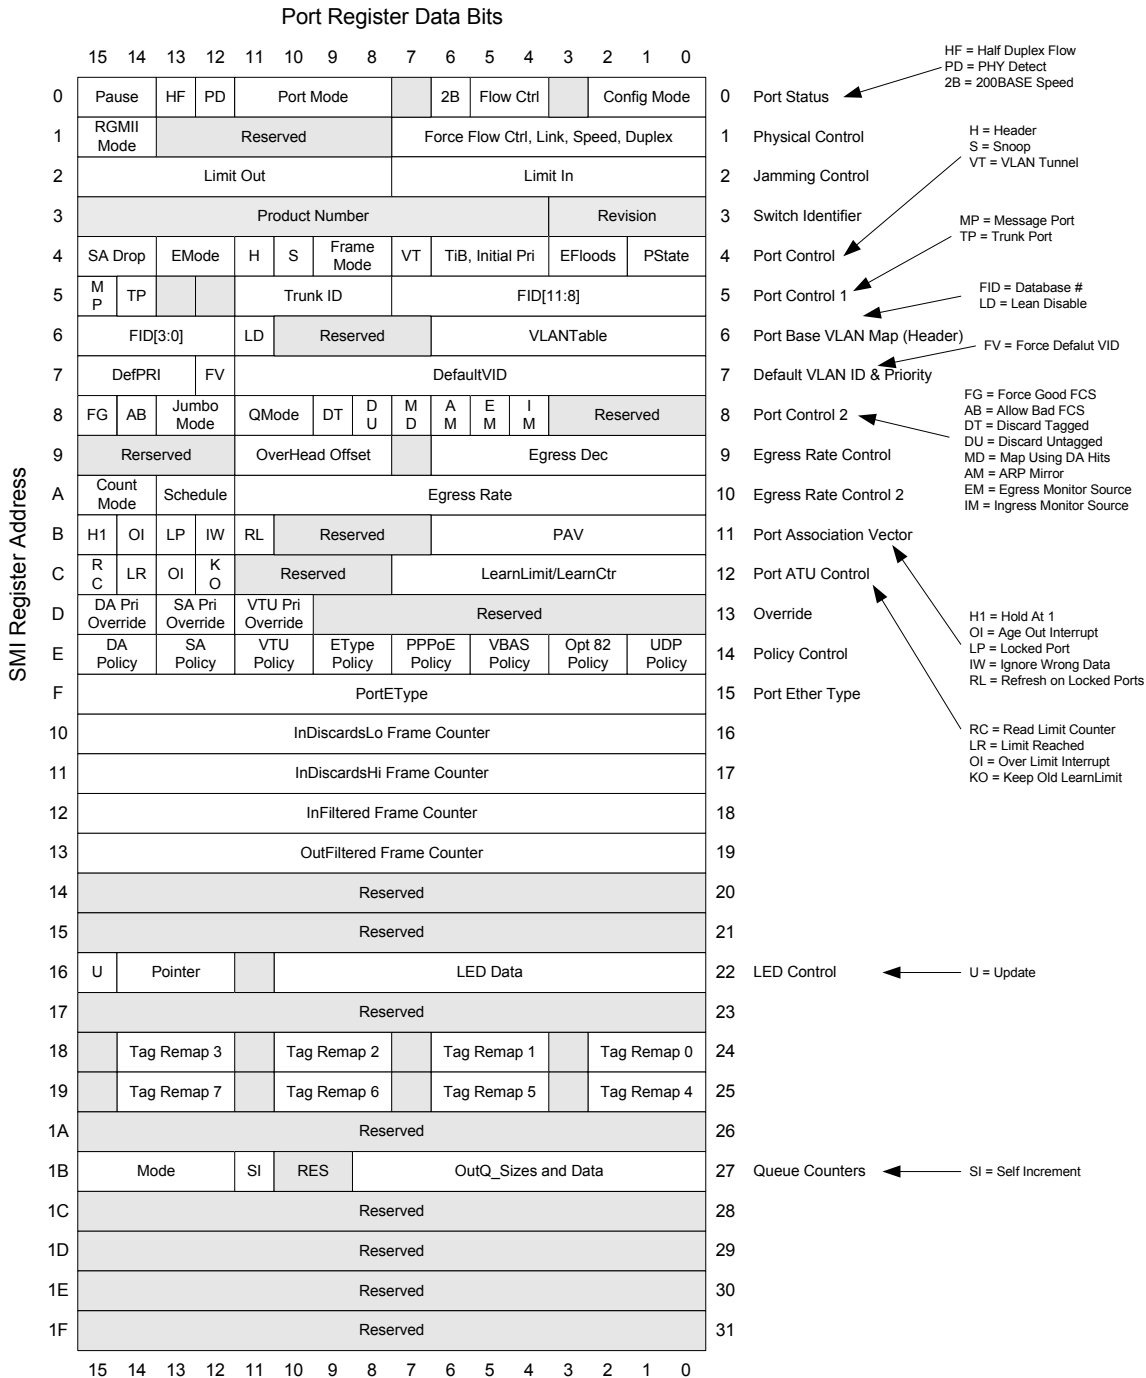 Port Register Data Bits
15 14 13 12 11 10 9 8 7 6 5 4 3 2 1 0
HF = Half Duplex Flow
PD = PHY Detect
2B = 200BASE Speed
0 Pause HF PD Port Mode 2B Flow Ctrl Config Mode 0 Port Status
1 RGMII Mode Reserved Force Flow Ctrl, Link, Speed, Duplex 1 Physical Control
H = Header
S = Snoop
VT = VLAN Tunnel
2 Limit Out Limit In 2 Jamming Control
3 Product Number Revision 3 Switch Identifier
MP = Message Port
TP = Trunk Port
4 SA Drop EMode H S Frame Mode VT TiB, Initial Pri EFloods PState 4 Port Control
5 MP TP Trunk ID FID[11:8] 5 Port Control 1
FID = Database #
LD = Lean Disable
6 FID[3:0] LD Reserved VLANTable 6 Port Base VLAN Map (Header)
FV = Force Defalut VID
7 DefPRI FV DefaultVID 7 Default VLAN ID & Priority
8 FG AB Jumbo Mode QMode DT DU MD AM EM IM Reserved 8 Port Control 2
FG = Force Good FCS
AB = Allow Bad FCS
DT = Discard Tagged
DU = Discard Untagged
MD = Map Using DA Hits
AM = ARP Mirror
EM = Egress Monitor Source
IM = Ingress Monitor Source
9 Rerserved OverHead Offset Egress Dec 9 Egress Rate Control
A Count Mode Schedule Egress Rate 10 Egress Rate Control 2
SMI Register Address
B H1 OI LP IW RL Reserved PAV 11 Port Association Vector
C RC LR OI KO Reserved LearnLimit/LearnCtr 12 Port ATU Control
D DA Pri Override SA Pri Override VTU Pri Override Reserved 13 Override
H1 = Hold At 1
OI = Age Out Interrupt
LP = Locked Port
IW = Ignore Wrong Data
RL = Refresh on Locked Ports
E DA Policy SA Policy VTU Policy EType Policy PPPoE Policy VBAS Policy Opt 82 Policy UDP Policy 14 Policy Control
F PortEType 15 Port Ether Type
10 InDiscardsLo Frame Counter 16
RC = Read Limit Counter
LR = Limit Reached
OI = Over Limit Interrupt
KO = Keep Old LearnLimit
11 InDiscardsHi Frame Counter 17
12 InFiltered Frame Counter 18
13 OutFiltered Frame Counter 19
14 Reserved 20
15 Reserved 21
16 U Pointer LED Data 22 LED Control U = Update
17 Reserved 23
18 Tag Remap 3 Tag Remap 2 Tag Remap 1 Tag Remap 0 24
19 Tag Remap 7 Tag Remap 6 Tag Remap 5 Tag Remap 4 25
1A Reserved 26
1B Mode SI RES OutQ_Sizes and Data 27 Queue Counters SI = Self Increment
1C Reserved 28
1D Reserved 29
1E Reserved 30
1F Reserved 31
15 14 13 12 11 10 9 8 7 6 5 4 3 2 1 0